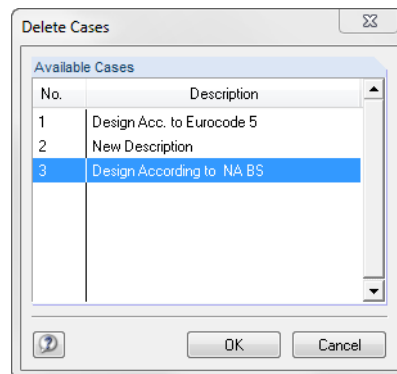 Delete Cases
Available Cases
No. Description
1 Design Acc. to Eurocode 5
2 New Description
3 Design According to NA BS
OK Cancel